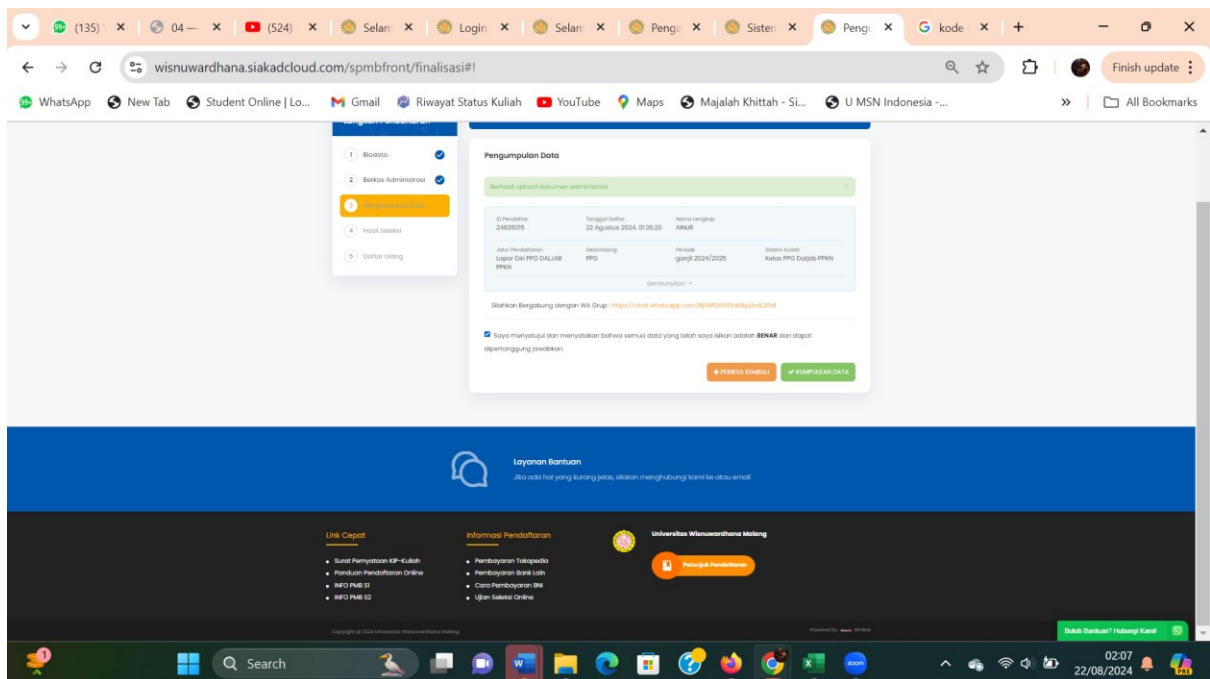 (135)
04 —
(524)
Selam
Login
Selam
Penga
Sistem
Pengu
kode
wisnuwardhana.siakadcloud.com/spmbfront/finalisasi#!
Finish update
WhatsApp
New Tab
Student Online | Lo...
Gmail
Riwayat Status Kuliah
YouTube
Maps
Majalah Khittah - Si...
U MSN Indonesia -...
»
All Bookmarks
1 Biodata
2 Berkas Administrasi
3 Pengumpulan Data
4 Hasil Seleksi
5 Daftar Ulang
Pengumpulan Data
Berhasil upload dokumen administrasi
ID Pendaftar
24835015
Tanggal Daftar
22 Agustus 2024, 01:36:20
Nama Lengkap
AINUR
Jalur Pendaftaran
Lapor Diri PPG DALJAB
PPKN
Gelombang
PPG
Periode
ganjil 2024/2025
Sistem Kuliah
Kelas PPG Daljab PPKN
Sembunyikan
Silahkan Bergabung dengan WA Grup :
Saya menyetujui dan menyatakan bahwa semua data yang telah saya isikan adalah BENAR dan dapat
dipertanggung jawabkan.
PERIKSA KEMBALI
KUMPULKAN DATA
Layanan Bantuan
Jika ada hal yang kurang jelas, silakan menghubungi kami ke atau email
Link Cepat
Surat Pernyataan KIP-Kuliah
Panduan Pendaftaran Online
INFO PMB S1
INFO PMB S2
Informasi Pendaftaran
Pembayaran Tokopedia
Pembayaran Bank Lain
Cara Pembayaran BNI
Ujian Seleksi Online
Universitas Wisnuwardhana Malang
Petunjuk Pendaftaran
Copyright @ 2024 Universitas Wisnuwardhana Malang
Powered by SEVIMA
Butuh Bantuan? Hubungi Kami!
1
Search
zoom
02:07
22/08/2024